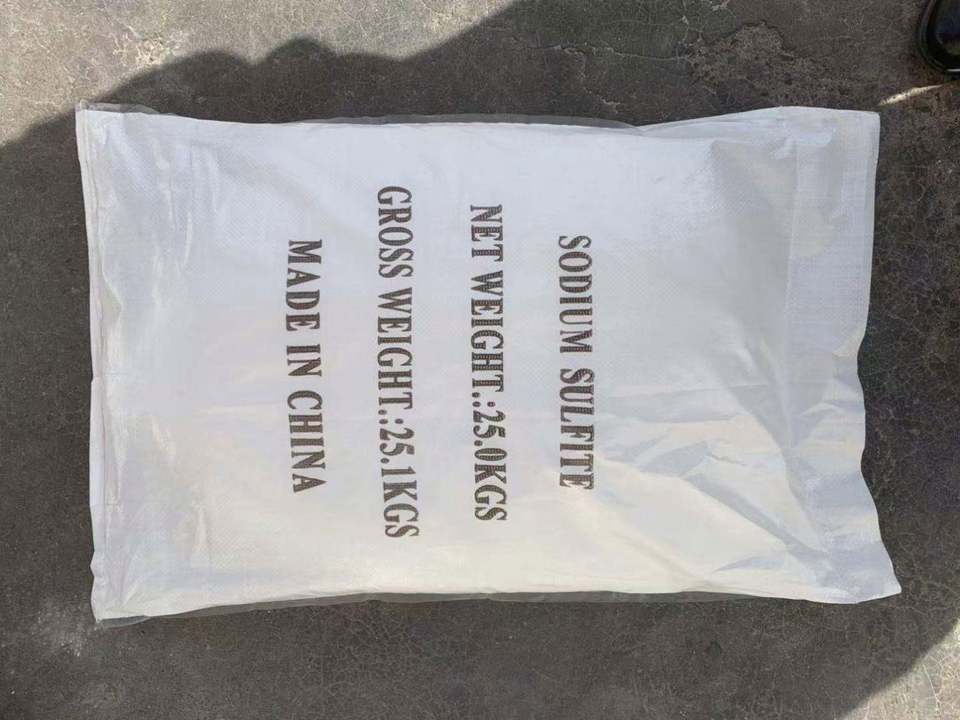 SODIUM SULFITE
NET WEIGHT.:25.0KGS
GROSS WEIGHT.:25.1KGS
MADE IN CHINA